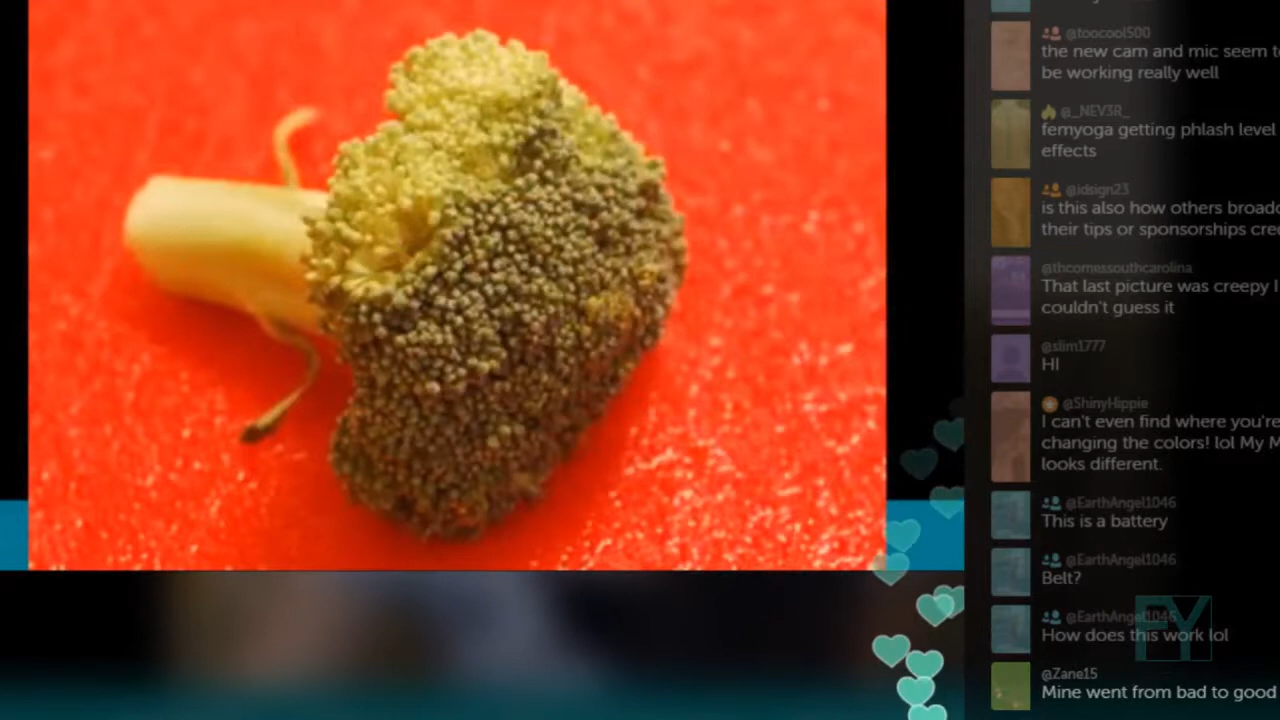 @toocool500
the new cam and mic seem
be working really well
@_NEV3R_
femyoga getting phlash level
effects
@idsign23
is this also how others
their tips or sponsorships
@thcomessouthcarolina
That last picture was creepy I
couldn't guess it
@slim1777
HI
@ShinyHippie
I can't even find where you're
changing the colors! lol My
looks different.
@EarthAngel1046
This is a battery
@EarthAngel1046
Belt?
@EarthAngel1046
How does this work lol
FY
@Zane15
Mine went from bad to good